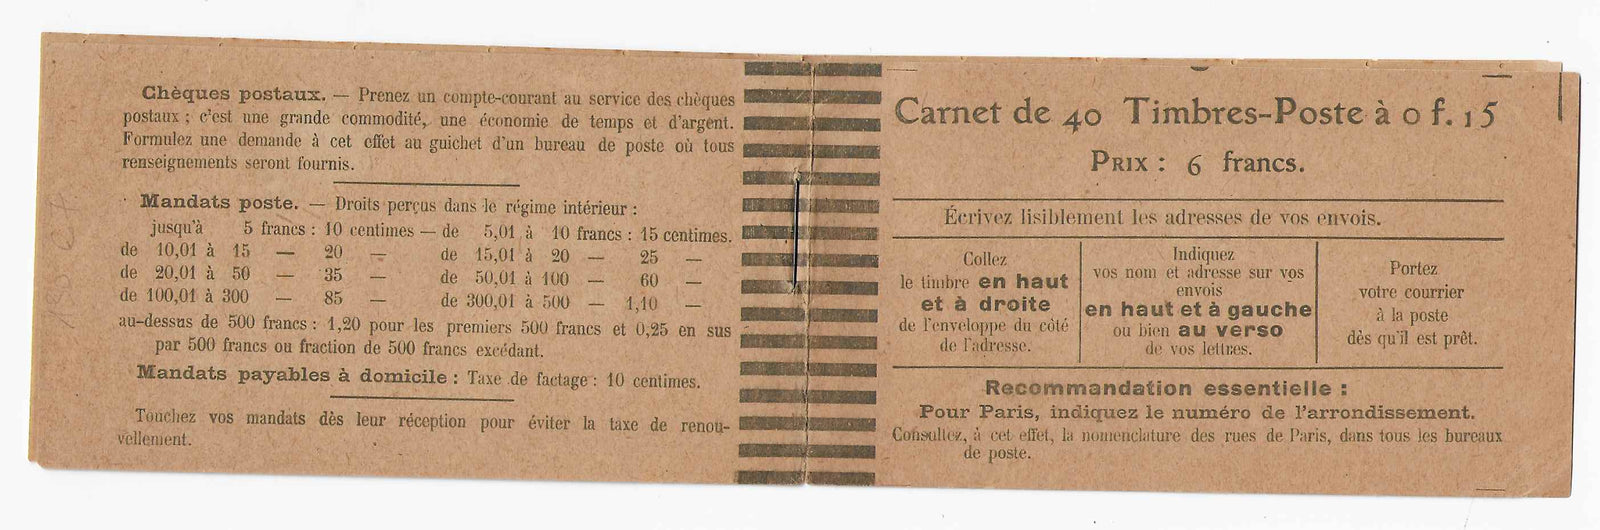 Chèques postaux. — Prenez un compte-courant au service des chèques
postaux ; c'est une grande commodité, une économie de temps et d'argent.
Formulez une demande à cet effet au guichet d'un bureau de poste où tous
renseignements seront fournis.
Mandats poste. — Droits perçus dans le régime intérieur :
jusqu'à 5 francs : 10 centimes — de 5,01 à 10 francs : 15 centimes.
de 10,01 à 15 — 20 — de 15,01 à 20 — 25 —
de 20,01 à 50 — 35 — de 50,01 à 100 — 60 —
de 100,01 à 300 — 85 — de 300,01 à 500 — 1,10 —
au-dessus de 500 francs : 1,20 pour les premiers 500 francs et 0,25 en sus
par 500 francs ou fraction de 500 francs excédant.
Mandats payables à domicile : Taxe de factage : 10 centimes.
Touchez vos mandats dès leur réception pour éviter la taxe de renou-
vellement.
Carnet de 40 Timbres-Poste à 0 f. 15
PRIX : 6 francs.
Écrivez lisiblement les adresses de vos envois.
Collez
le timbre en haut
et à droite
de l'enveloppe du côté
de l'adresse.
Indiquez
vos nom et adresse sur vos
envois
en haut et à gauche
ou bien au verso
de vos lettres.
Portez
votre courrier
à la poste
dès qu'il est prêt.
Recommandation essentielle :
Pour Paris, indiquez le numéro de l'arrondissement.
Consultez, à cet effet, la nomenclature des rues de Paris, dans tous les bureaux
de poste.